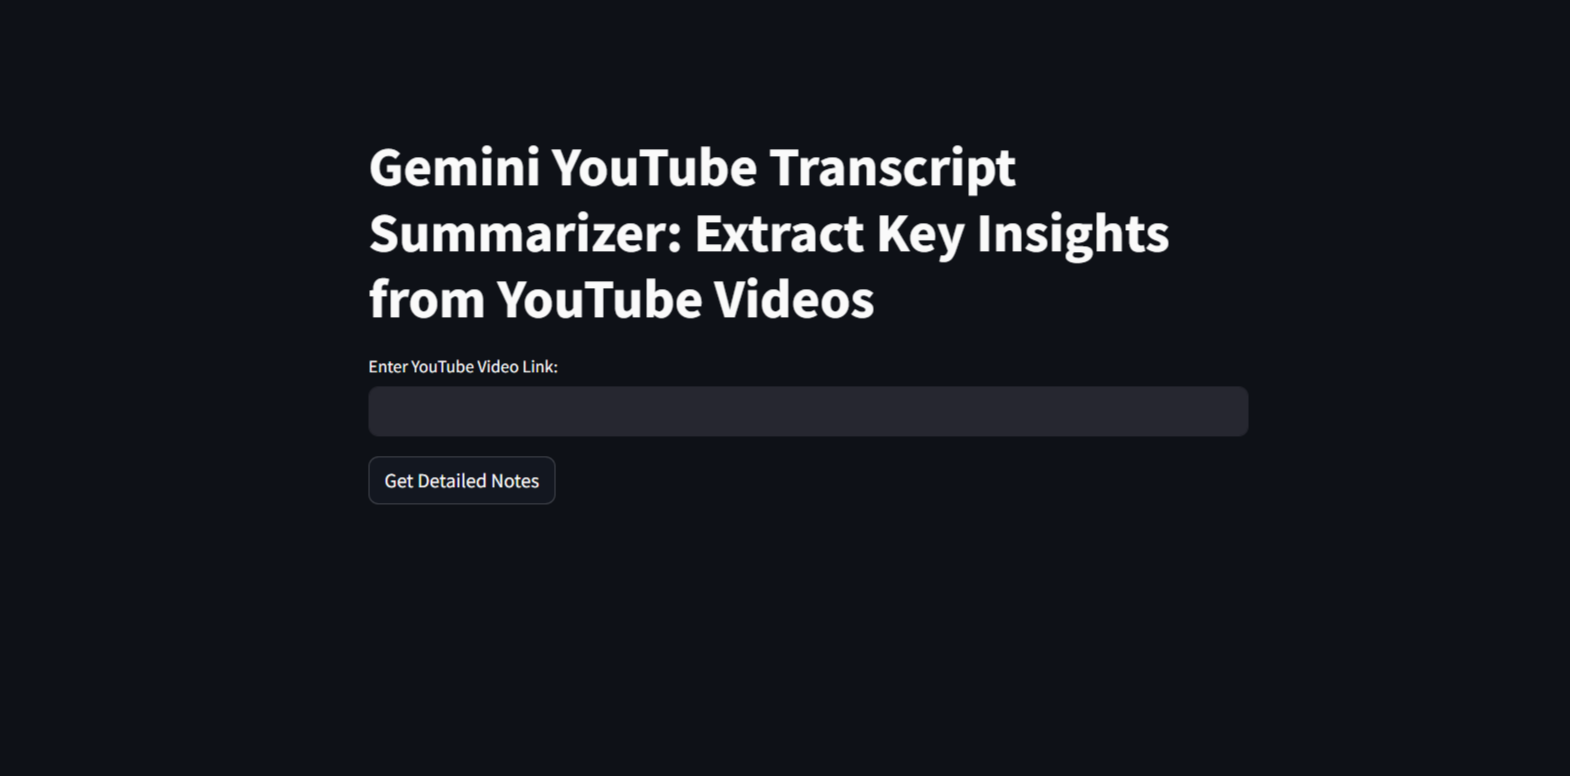 Gemini YouTube Transcript
Summarizer: Extract Key Insights
from YouTube Videos
Enter YouTube Video Link:
Get Detailed Notes